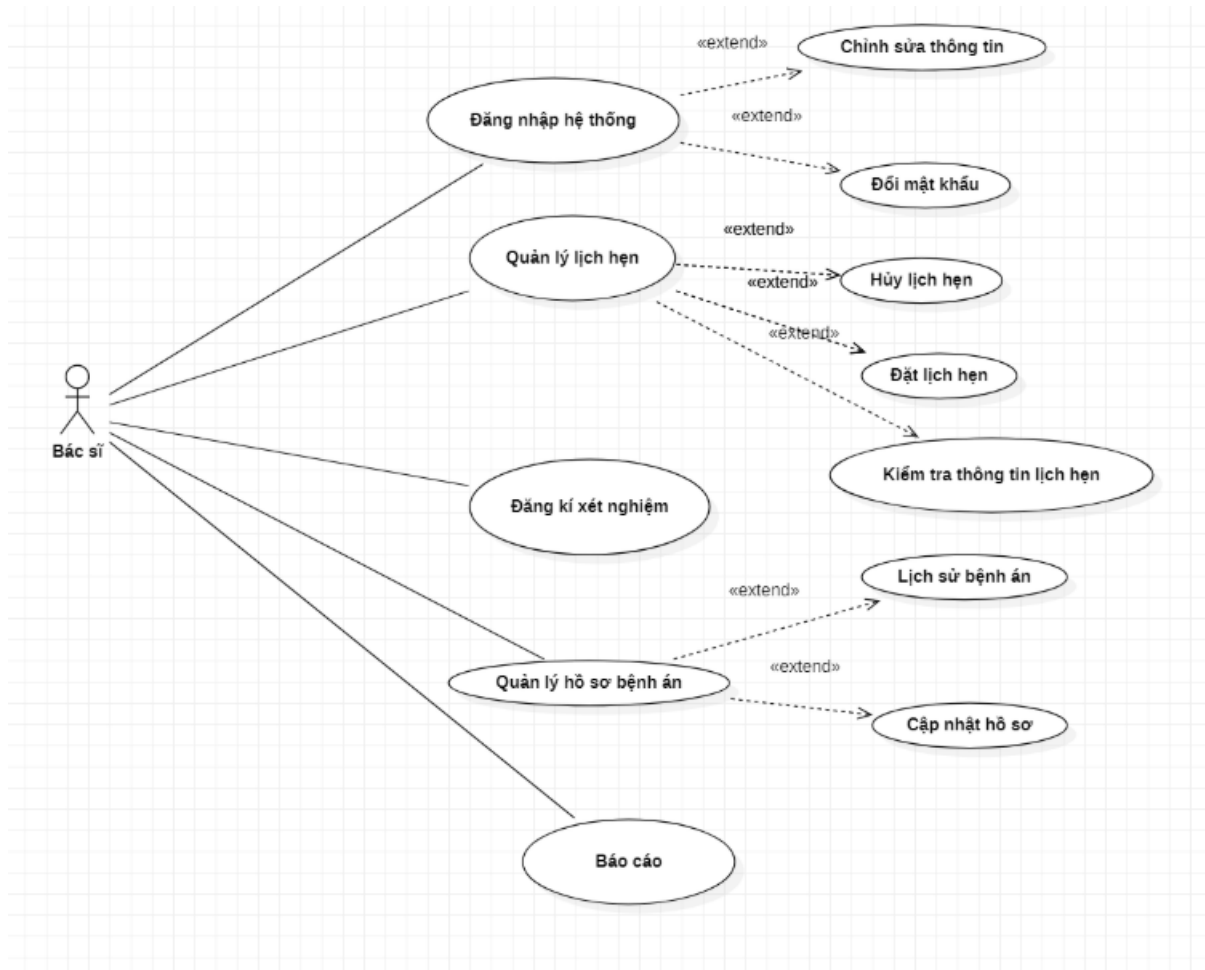 «extend»
Chỉnh sửa thông tin
Đăng nhập hệ thống
«extend»
Đổi mật khẩu
«extend»
Quản lý lịch hẹn
Hủy lịch hẹn
«extend»
«extend»
Đặt lịch hẹn
Bác sĩ
Kiểm tra thông tin lịch hẹn
Đăng kí xét nghiệm
Lịch sử bệnh án
«extend»
«extend»
Quản lý hồ sơ bệnh án
Cập nhật hồ sơ
Báo cáo